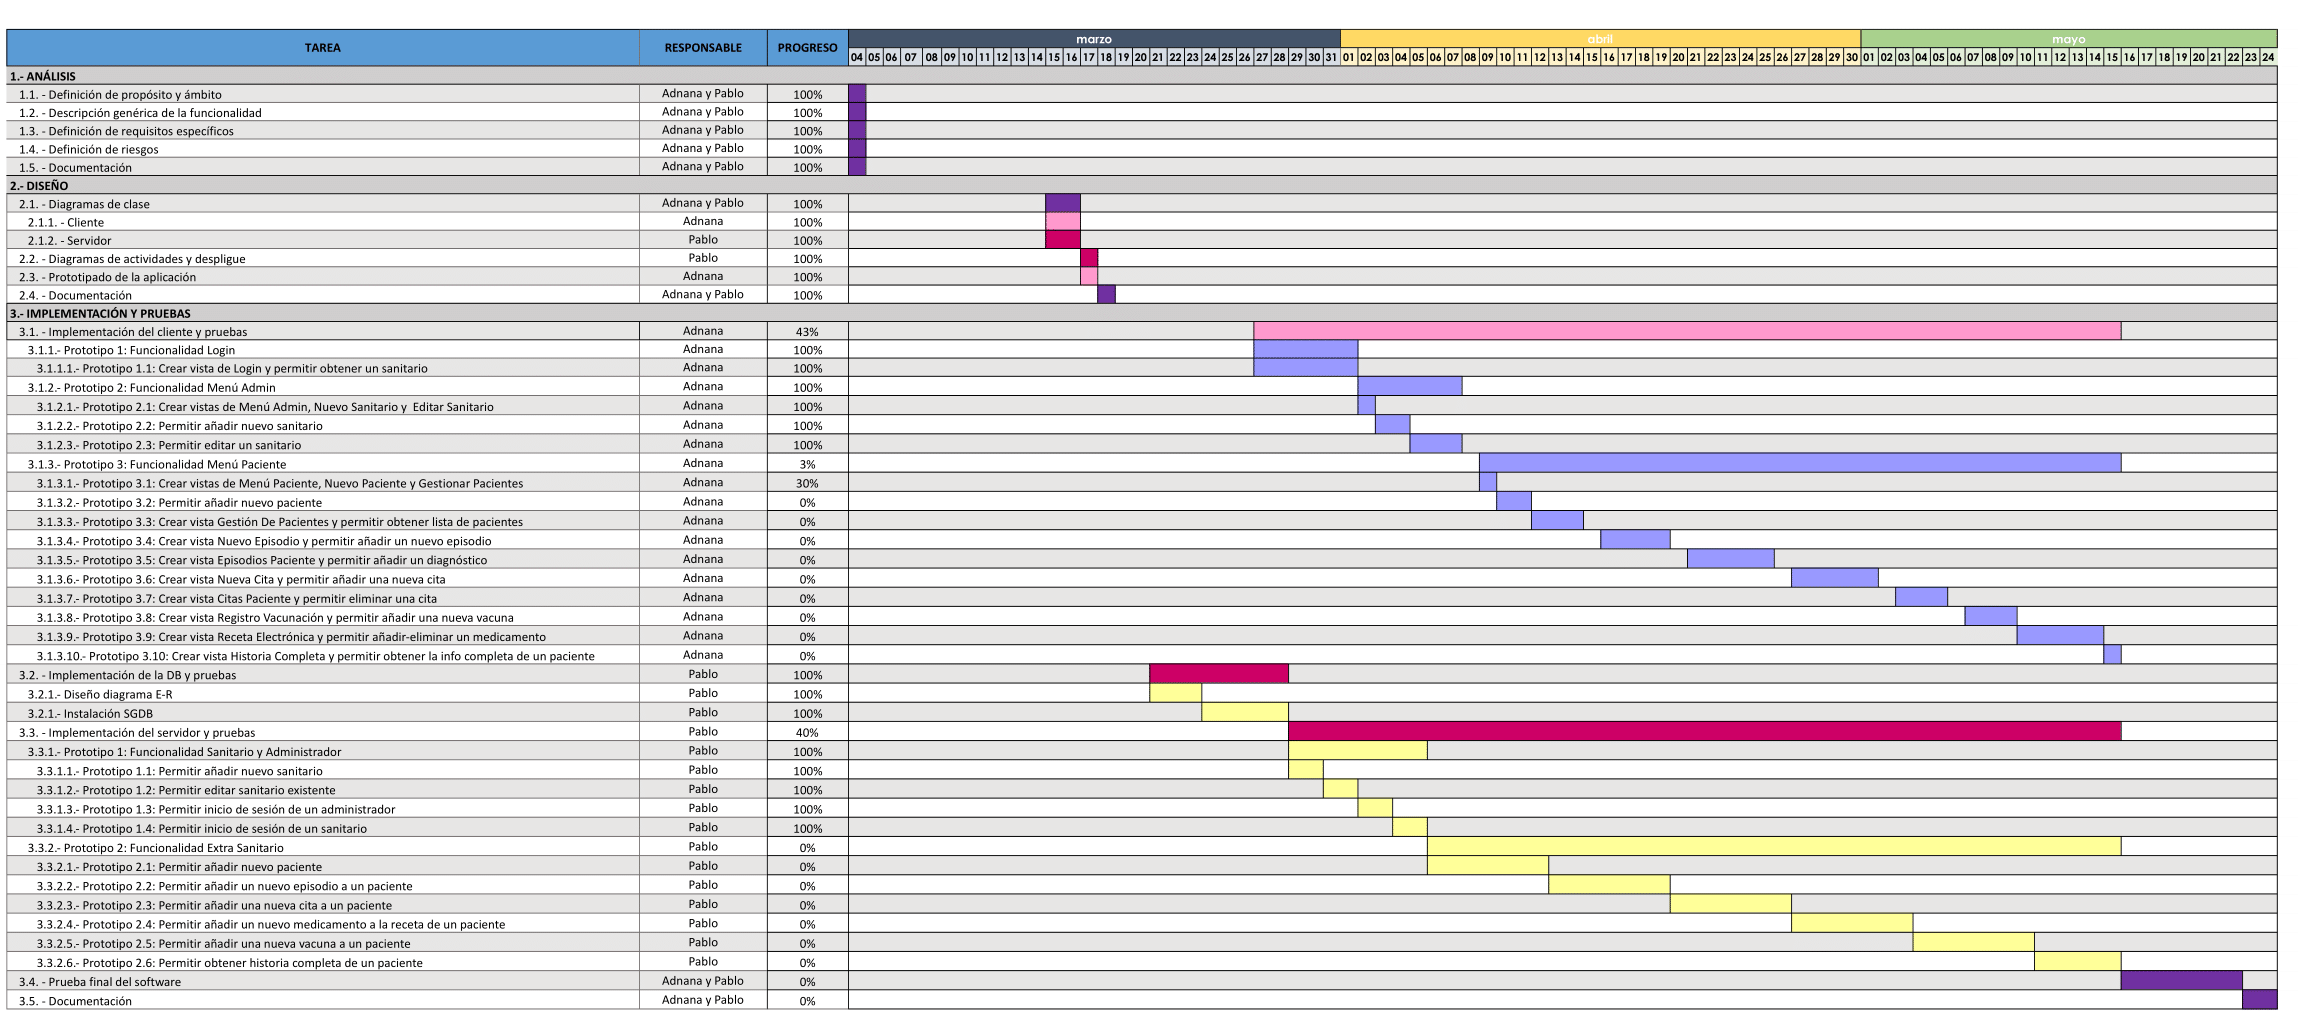 TAREA RESPONSABLE PROGRESO marzo abril mayo
04 05 06 07 08 09 10 11 12 13 14 15 16 17 18 19 20 21 22 23 24 25 26 27 28 29 30 31 01 02 03 04 05 06 07 08 09 10 11 12 13 14 15 16 17 18 19 20 21 22 23 24 25 26 27 28 29 30 01 02 03 04 05 06 07 08 09 10 11 12 13 14 15 16 17 18 19 20 21 22 23 24
1.- ANÁLISIS
1.1. - Definición de propósito y ámbito Adnana y Pablo 100%
1.2. - Descripción genérica de la funcionalidad Adnana y Pablo 100%
1.3. - Definición de requisitos específicos Adnana y Pablo 100%
1.4. - Definición de riesgos Adnana y Pablo 100%
1.5. - Documentación Adnana y Pablo 100%
2.- DISEÑO
2.1. - Diagramas de clase Adnana y Pablo 100%
2.1.1. - Cliente Adnana 100%
2.1.2. - Servidor Pablo 100%
2.2. - Diagramas de actividades y despligue Pablo 100%
2.3. - Prototipado de la aplicación Adnana 100%
2.4. - Documentación Adnana y Pablo 100%
3.- IMPLEMENTACIÓN Y PRUEBAS
3.1. - Implementación del cliente y pruebas Adnana 43%
3.1.1.- Prototipo 1: Funcionalidad Login Adnana 100%
3.1.1.1.- Prototipo 1.1: Crear vista de Login y permitir obtener un sanitario Adnana 100%
3.1.2.- Prototipo 2: Funcionalidad Menú Admin Adnana 100%
3.1.2.1.- Prototipo 2.1: Crear vistas de Menú Admin, Nuevo Sanitario y Editar Sanitario Adnana 100%
3.1.2.2.- Prototipo 2.2: Permitir añadir nuevo sanitario Adnana 100%
3.1.2.3.- Prototipo 2.3: Permitir editar un sanitario Adnana 100%
3.1.3.- Prototipo 3: Funcionalidad Menú Paciente Adnana 3%
3.1.3.1.- Prototipo 3.1: Crear vistas de Menú Paciente, Nuevo Paciente y Gestionar Pacientes Adnana 30%
3.1.3.2.- Prototipo 3.2: Permitir añadir nuevo paciente Adnana 0%
3.1.3.3.- Prototipo 3.3: Crear vista Gestión De Pacientes y permitir obtener lista de pacientes Adnana 0%
3.1.3.4.- Prototipo 3.4: Crear vista Nuevo Episodio y permitir añadir un nuevo episodio Adnana 0%
3.1.3.5.- Prototipo 3.5: Crear vista Episodios Paciente y permitir añadir un diagnóstico Adnana 0%
3.1.3.6.- Prototipo 3.6: Crear vista Nueva Cita y permitir añadir una nueva cita Adnana 0%
3.1.3.7.- Prototipo 3.7: Crear vista Citas Paciente y permitir eliminar una cita Adnana 0%
3.1.3.8.- Prototipo 3.8: Crear vista Registro Vacunación y permitir añadir una nueva vacuna Adnana 0%
3.1.3.9.- Prototipo 3.9: Crear vista Receta Electrónica y permitir añadir-eliminar un medicamento Adnana 0%
3.1.3.10.- Prototipo 3.10: Crear vista Historia Completa y permitir obtener la info completa de un paciente Adnana 0%
3.2. - Implementación de la DB y pruebas Pablo 100%
3.2.1.- Diseño diagrama E-R Pablo 100%
3.2.1.- Instalación SGDB Pablo 100%
3.3. - Implementación del servidor y pruebas Pablo 40%
3.3.1.- Prototipo 1: Funcionalidad Sanitario y Administrador Pablo 100%
3.3.1.1.- Prototipo 1.1: Permitir añadir nuevo sanitario Pablo 100%
3.3.1.2.- Prototipo 1.2: Permitir editar sanitario existente Pablo 100%
3.3.1.3.- Prototipo 1.3: Permitir inicio de sesión de un administrador Pablo 100%
3.3.1.4.- Prototipo 1.4: Permitir inicio de sesión de un sanitario Pablo 100%
3.3.2.- Prototipo 2: Funcionalidad Extra Sanitario Pablo 0%
3.3.2.1.- Prototipo 2.1: Permitir añadir nuevo paciente Pablo 0%
3.3.2.2.- Prototipo 2.2: Permitir añadir un nuevo episodio a un paciente Pablo 0%
3.3.2.3.- Prototipo 2.3: Permitir añadir una nueva cita a un paciente Pablo 0%
3.3.2.4.- Prototipo 2.4: Permitir añadir un nuevo medicamento a la receta de un paciente Pablo 0%
3.3.2.5.- Prototipo 2.5: Permitir añadir una nueva vacuna a un paciente Pablo 0%
3.3.2.6.- Prototipo 2.6: Permitir obtener historia completa de un paciente Pablo 0%
3.4. - Prueba final del software Adnana y Pablo 0%
3.5. - Documentación Adnana y Pablo 0%